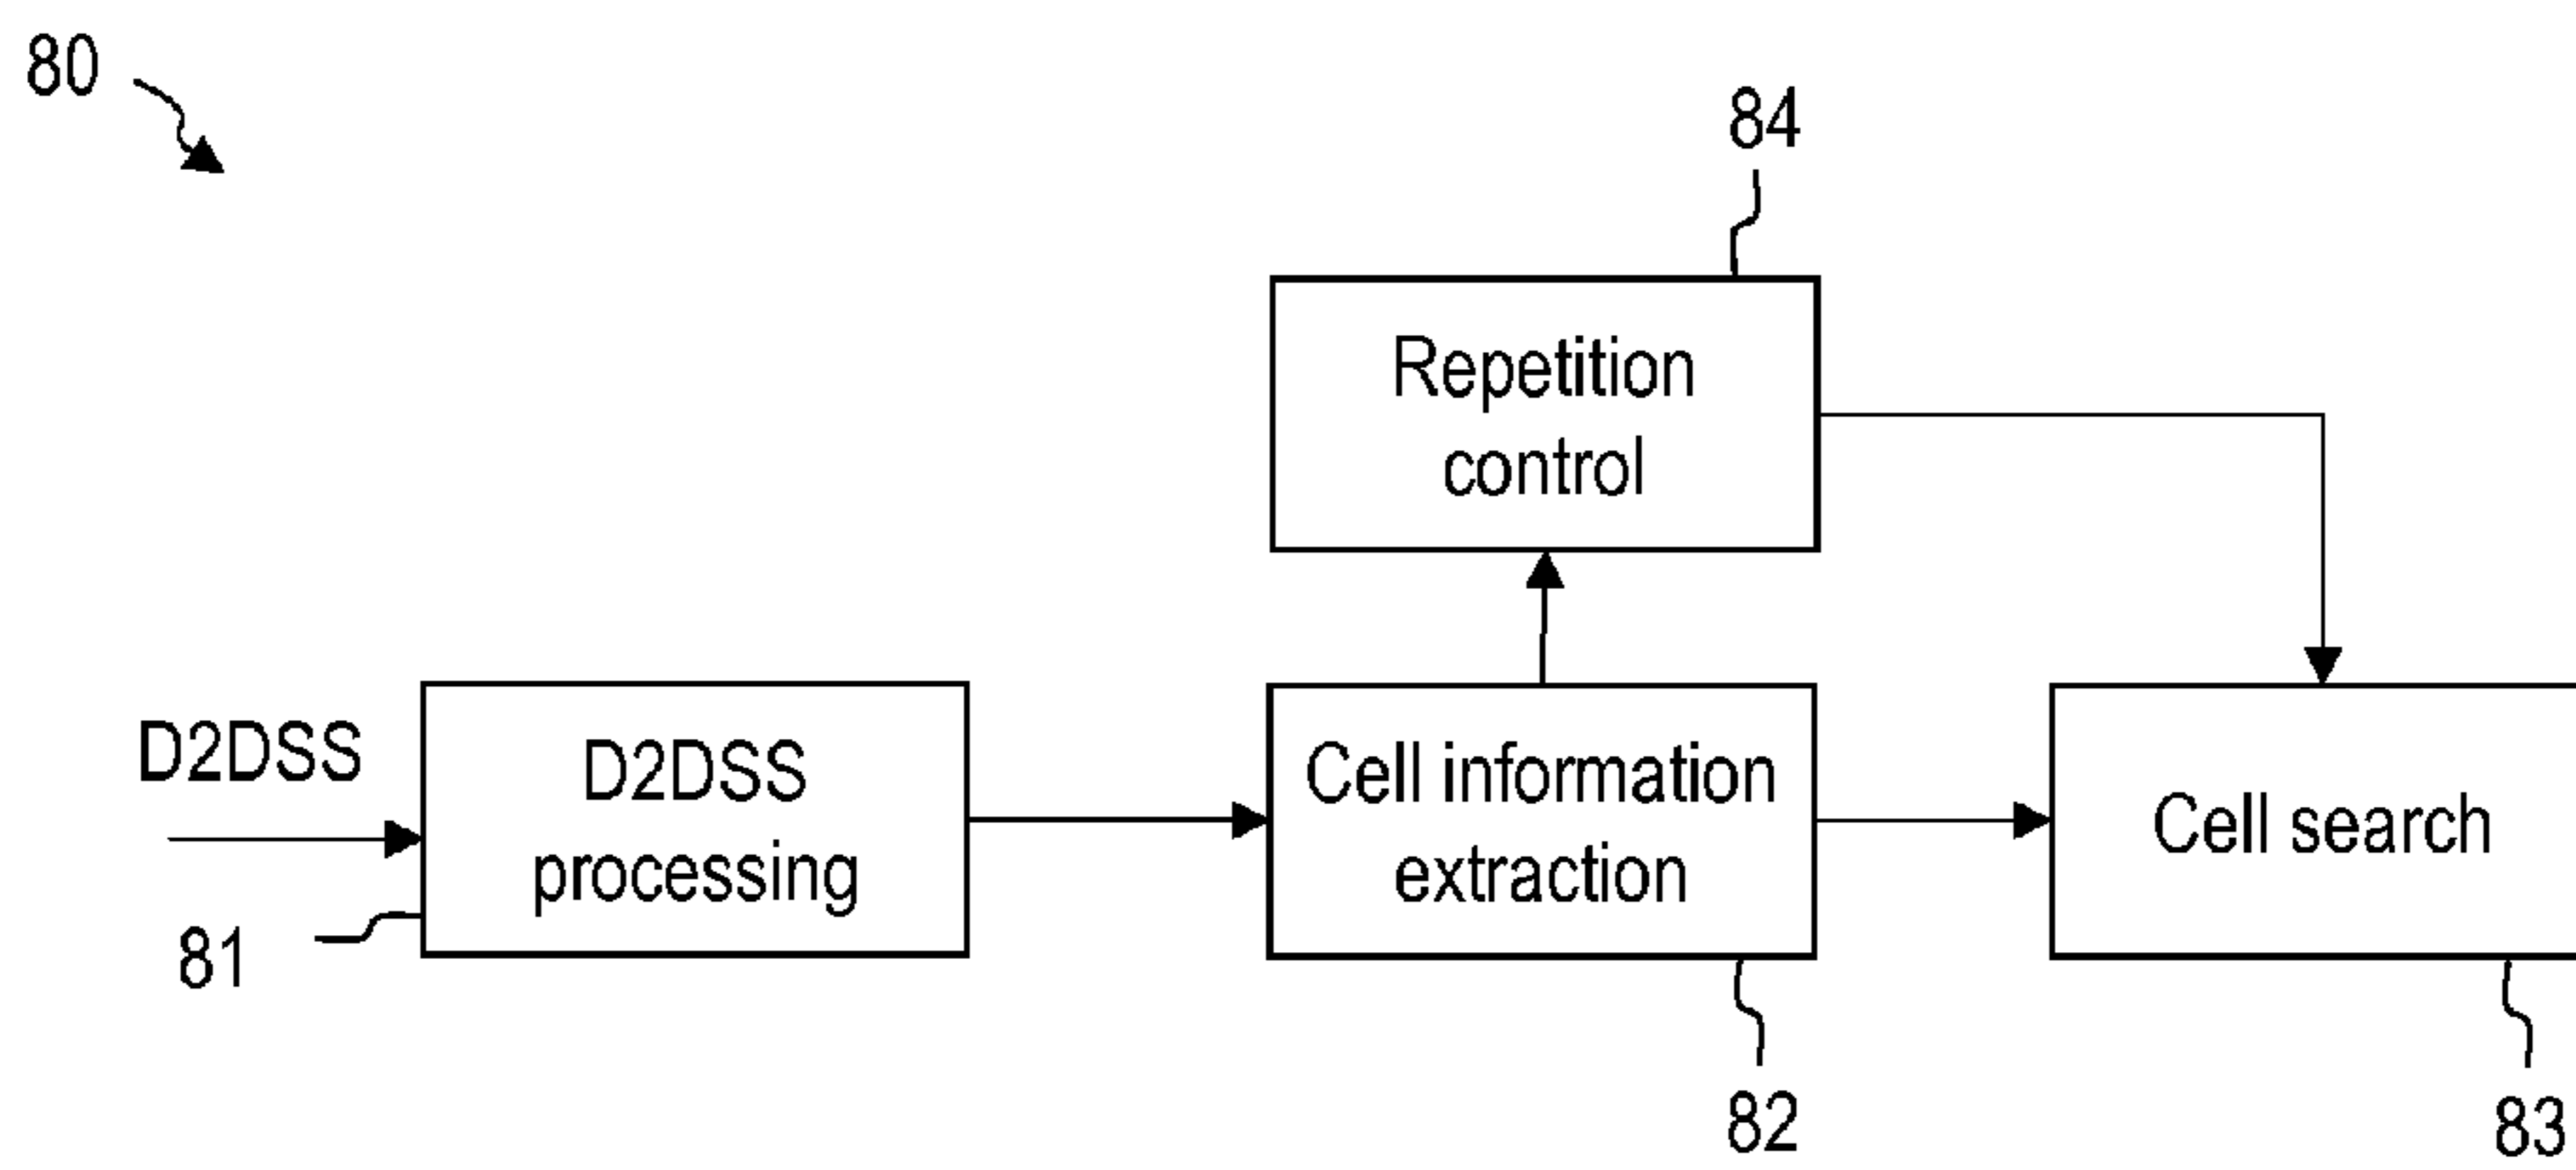 80
84
Repetition
control
D2DSS
D2DSS
processing
Cell information
extraction
Cell search
81
82
83